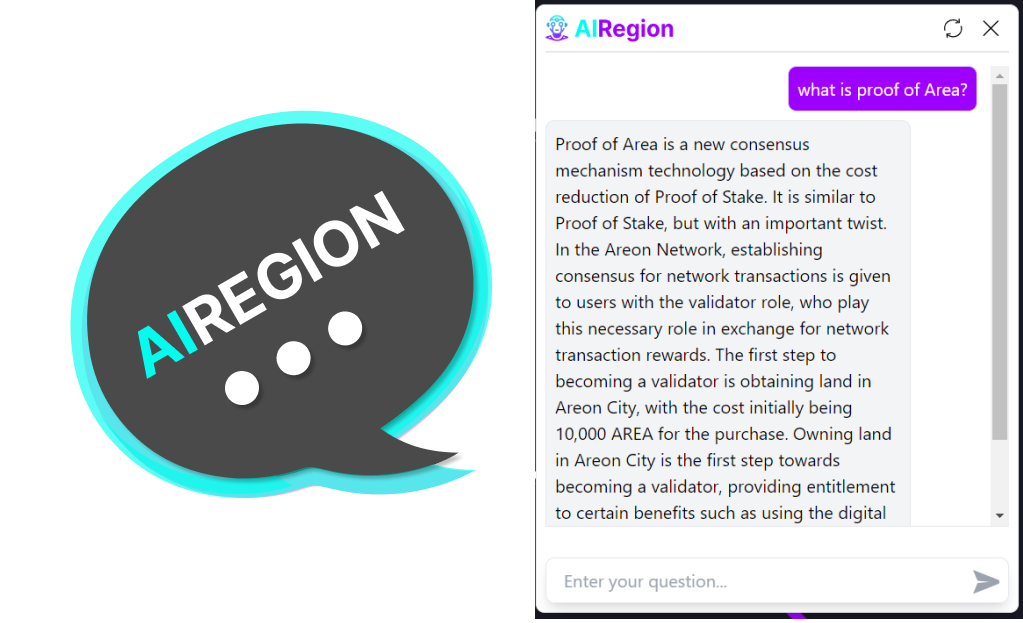 AIREGION
AIRegion
what is proof of Area?
Proof of Area is a new consensus
mechanism technology based on the cost
reduction of Proof of Stake. It is similar to
Proof of Stake, but with an important twist.
In the Areon Network, establishing
consensus for network transactions is given
to users with the validator role, who play
this necessary role in exchange for network
transaction rewards. The first step to
becoming a validator is obtaining land in
Areon City, with the cost initially being
10,000 AREA for the purchase. Owning land
in Areon City is the first step towards
becoming a validator, providing entitlement
to certain benefits such as using the digital
Enter your question...